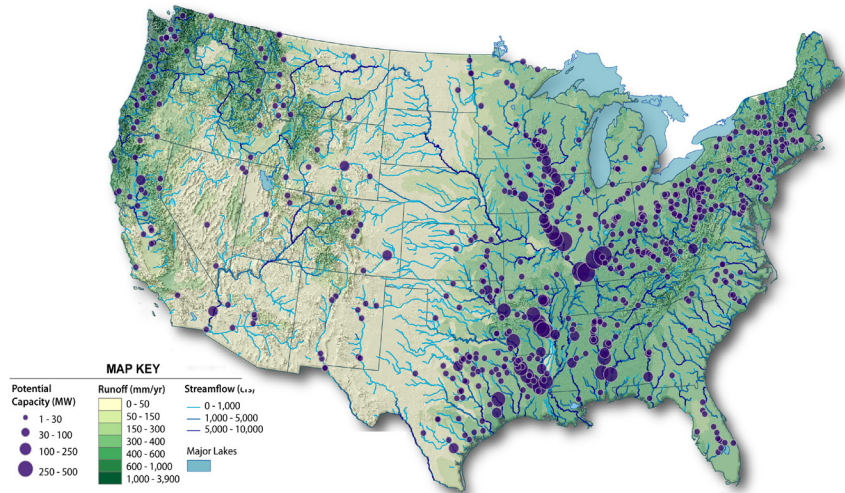 MAP KEY
Potential
Capacity (MW)
1 - 30
30 - 100
100 - 250
250 - 500
Runoff (mm/yr)
0 - 50
50 - 150
150 - 300
300 - 400
400 - 600
600 - 1,000
1,000 - 3,900
Streamflow (cfs)
0 - 1,000
1,000 - 5,000
5,000 - 10,000
Major Lakes